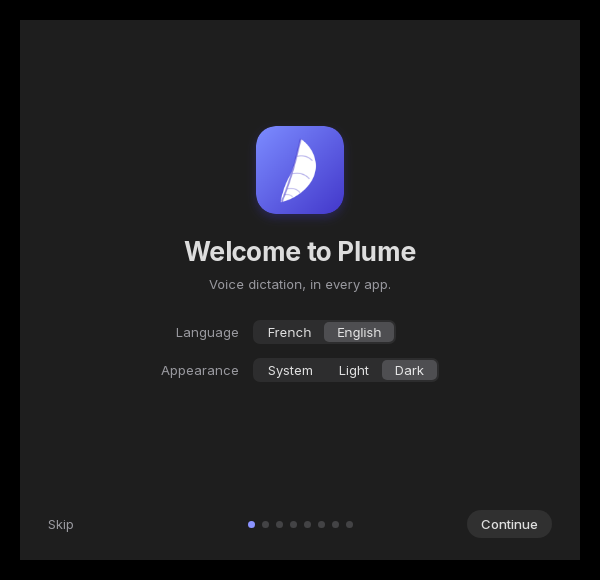 Welcome to Plume
Voice dictation, in every app.
Language French English
Appearance System Light Dark
Skip Continue